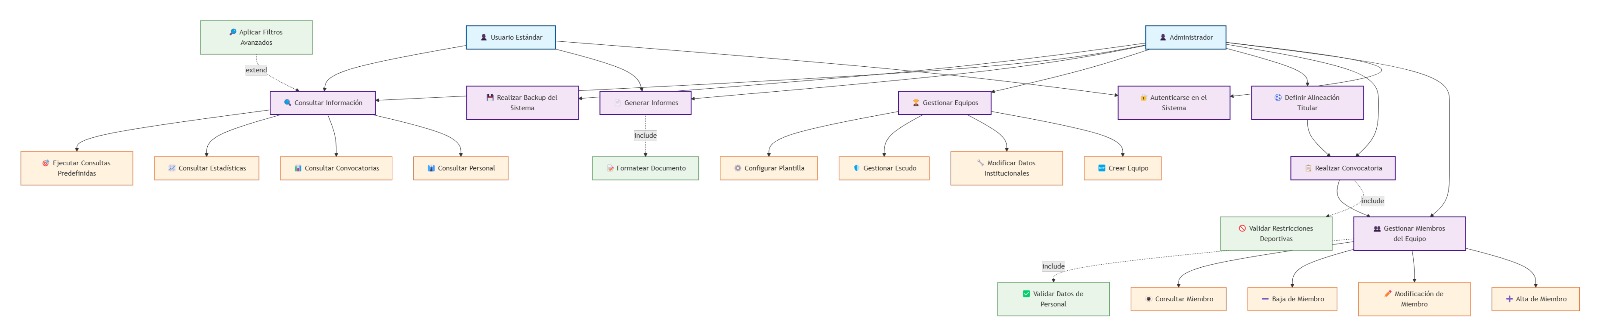 Aplicar Filtros
Avanzados
Usuario Estándar
Administrador
extend
Consultar Información
Realizar Backup del
Sistema
Generar Informes
Gestionar Equipos
Autenticarse en el
Sistema
Definir Alineación
Titular
include
Ejecutar Consultas
Predefinidas
Consultar Estadísticas
Consultar Convocatorias
Consultar Personal
Formatear Documento
Configurar Plantilla
Gestionar Escudo
Modificar Datos
Institucionales
Crear Equipo
Realizar Convocatoria
include
Validar Restricciones
Deportivas
Gestionar Miembros
del Equipo
include
Validar Datos de
Personal
Consultar Miembro
Baja de Miembro
Modificación de
Miembro
Alta de Miembro